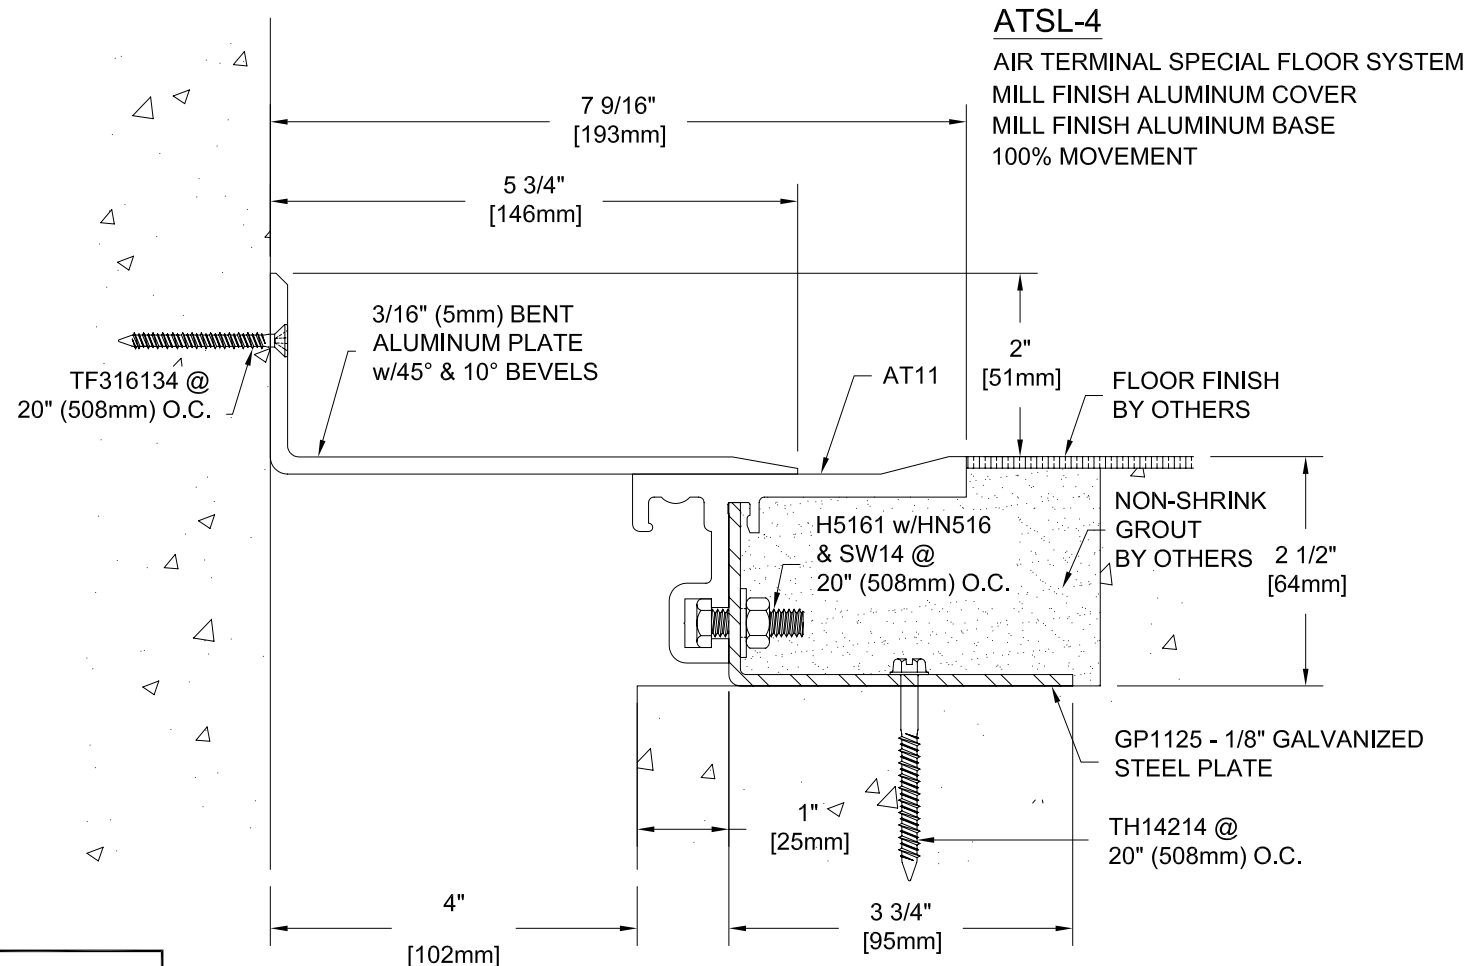 ATSL-4
AIR TERMINAL SPECIAL FLOOR SYSTEM
MILL FINISH ALUMINUM COVER
MILL FINISH ALUMINUM BASE
100% MOVEMENT
7 9/16"
[193mm]
5 3/4"
[146mm]
3/16" (5mm) BENT
ALUMINUM PLATE
w/45° & 10° BEVELS
TF316134 @
20" (508mm) O.C.
AT11
2"
[51mm]
FLOOR FINISH
BY OTHERS
NON-SHRINK
GROUT
BY OTHERS
H5161 w/HN516
& SW14 @
20" (508mm) O.C.
2 1/2"
[64mm]
GP1125 - 1/8" GALVANIZED
STEEL PLATE
TH14214 @
20" (508mm) O.C.
1"
[25mm]
4"
[102mm]
3 3/4"
[95mm]